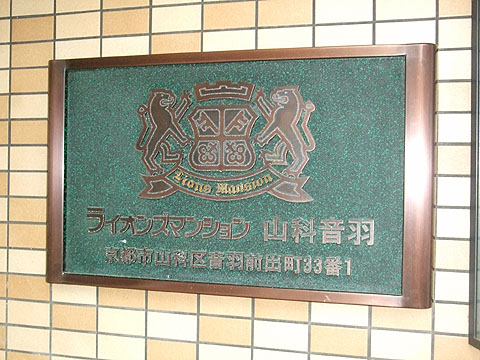 Lions Mansion
ライオンズマンション 山科音羽
京都市山科区音羽前出町33番1